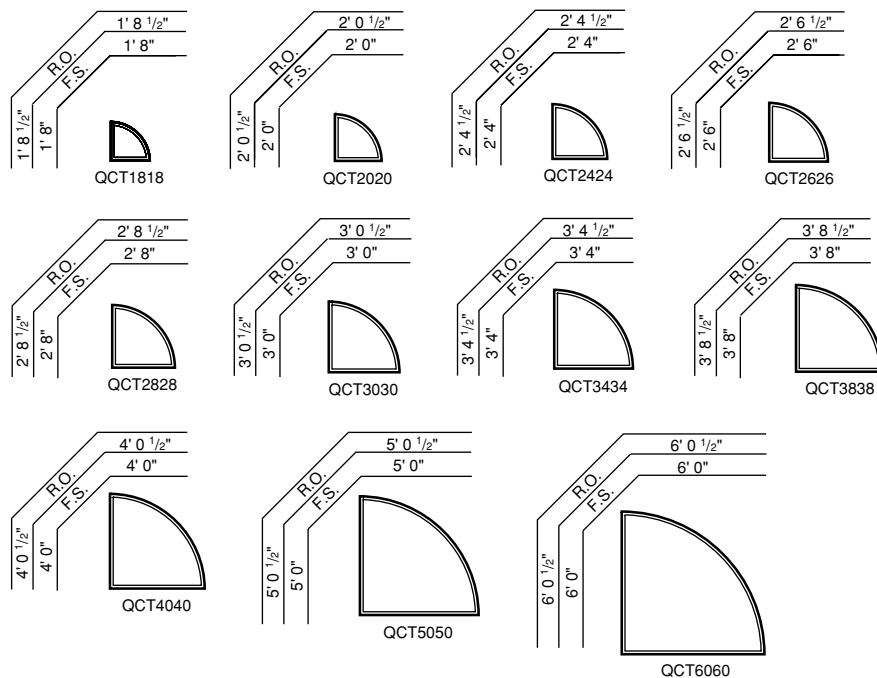 1' 8 1/2"
R.O.
1' 8"
F.S.
1' 8 1/2"
1' 8"
QCT1818
2' 0 1/2"
R.O.
2' 0"
F.S.
2' 0 1/2"
2' 0"
QCT2020
2' 4 1/2"
R.O.
2' 4"
F.S.
2' 4 1/2"
2' 4"
QCT2424
2' 6 1/2"
R.O.
2' 6"
F.S.
2' 6 1/2"
2' 6"
QCT2626
2' 8 1/2"
R.O.
2' 8"
F.S.
2' 8 1/2"
2' 8"
QCT2828
3' 0 1/2"
R.O.
3' 0"
F.S.
3' 0 1/2"
3' 0"
QCT3030
3' 4 1/2"
R.O.
3' 4"
F.S.
3' 4 1/2"
3' 4"
QCT3434
3' 8 1/2"
R.O.
3' 8"
F.S.
3' 8 1/2"
3' 8"
QCT3838
4' 0 1/2"
R.O.
4' 0"
F.S.
4' 0 1/2"
4' 0"
QCT4040
5' 0 1/2"
R.O.
5' 0"
F.S.
5' 0 1/2"
5' 0"
QCT5050
6' 0 1/2"
R.O.
6' 0"
F.S.
6' 0 1/2"
6' 0"
QCT6060